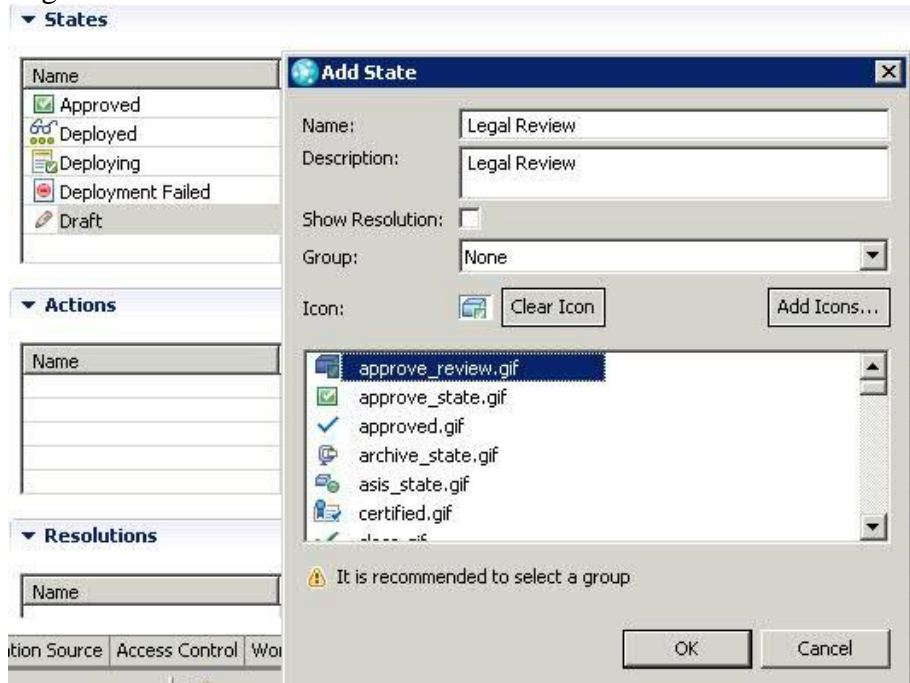 States
Name
Approved
Deployed
Deploying
Deployment Failed
Draft
Actions
Name
Resolutions
Name
Source Access Control
Add State
Name: Legal Review
Description: Legal Review
Show Resolution:
Group: None
Icon: Clear Icon Add Icons...
approve_review.gif
approve_state.gif
approved.gif
archive_state.gif
asis_state.gif
certified.gif
It is recommended to select a group
OK Cancel